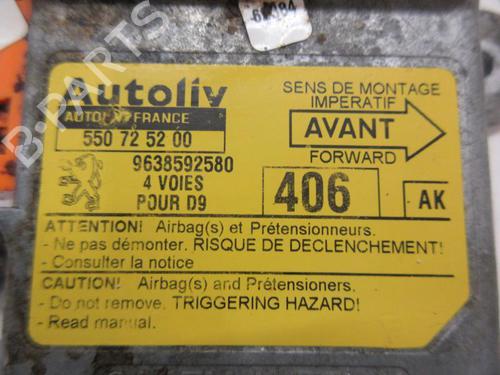 Autoliv
AUTOLIV FRANCE
550 72 52 00
SENS DE MONTAGE
IMPERATIF
AVANT
FORWARD
9638592580
4 VOIES
POUR D9
406
AK
ATTENTION! Airbag(s) et Prétensionneurs.
- Ne pas démonter. RISQUE DE DECLENCHEMENT!
- Consulter la notice
CAUTION! Airbag(s) and Prétensioners.
- Do not remove. TRIGGERING HAZARD!
- Read manual.
B-PARTS